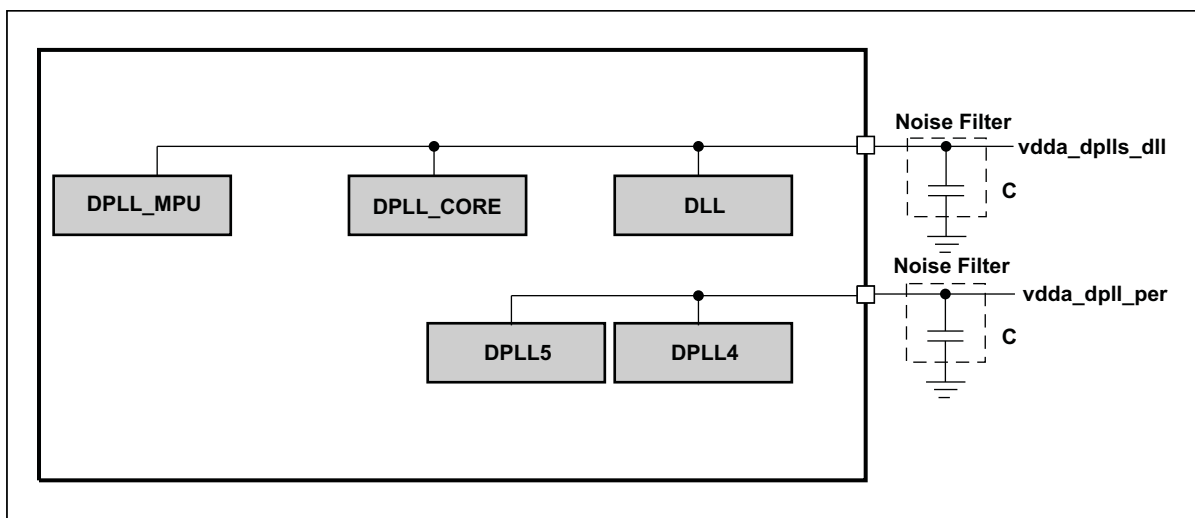 Noise Filter
vdda_dplls_dll
DPLL_MPU
DPLL_CORE
DLL
C
Noise Filter
vdda_dpll_per
DPLL5
DPLL4
C